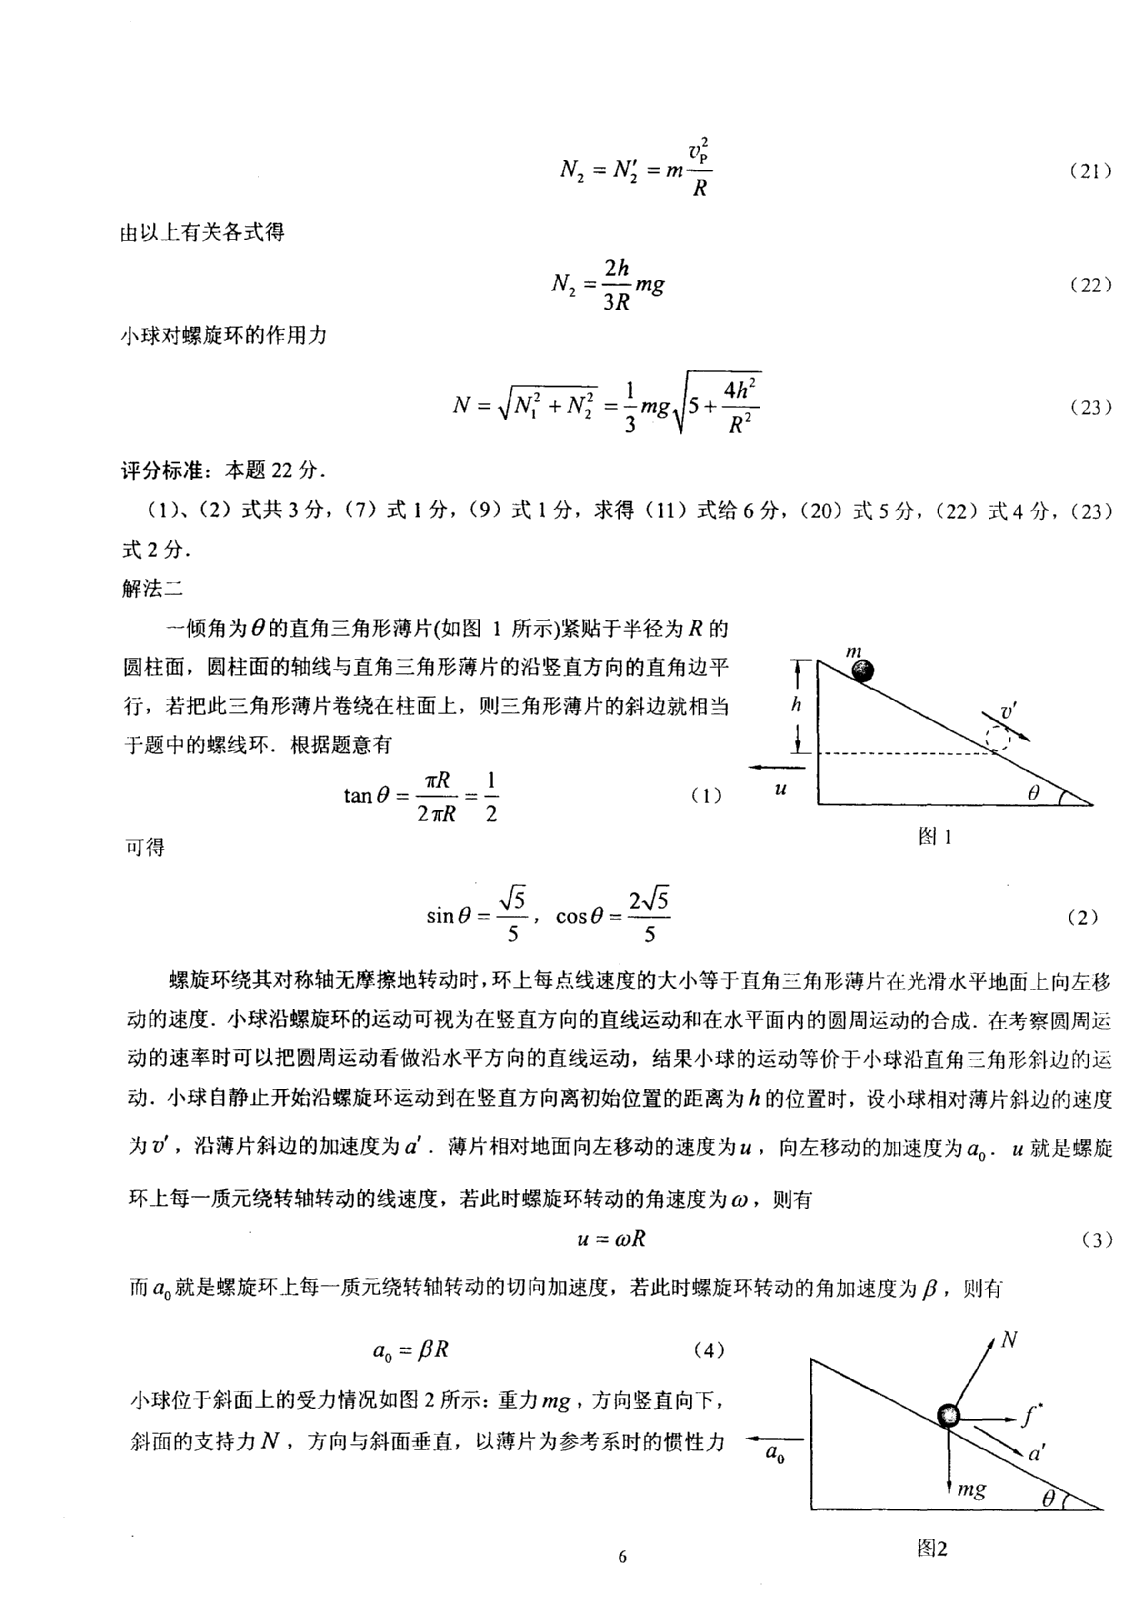 N₂ = N₂′ = m v_P²/R （21）
由以上有关各式得
N₂ = 2h/3R mg （22）
小球对螺旋环的作用力
N = √(N₁² + N₂²) = 1/3 mg √(5 + 4h²/R²) （23）
评分标准：本题 22 分．
（1）、（2）式共 3 分，（7）式 1 分，（9）式 1 分，求得（11）式给 6 分，（20）式 5 分，（22）式 4 分，（23）
式 2 分．
解法二
一倾角为θ的直角三角形薄片(如图 1 所示)紧贴于半径为 R 的
圆柱面，圆柱面的轴线与直角三角形薄片的沿竖直方向的直角边平
行，若把此三角形薄片卷绕在柱面上，则三角形薄片的斜边就相当
于题中的螺线环．根据题意有
tanθ = πR/2πR = 1/2 （1）
m
h
v′
u
θ
图 1
可得
sinθ = √5/5， cosθ = 2√5/5 （2）
螺旋环绕其对称轴无摩擦地转动时，环上每点线速度的大小等于直角三角形薄片在光滑水平地面上向左移
动的速度．小球沿螺旋环的运动可视为在竖直方向的直线运动和在水平面内的圆周运动的合成．在考察圆周运
动的速率时可以把圆周运动看做沿水平方向的直线运动，结果小球的运动等价于小球沿直角三角形斜边的运
动．小球自静止开始沿螺旋环运动到在竖直方向离初始位置的距离为 h 的位置时，设小球相对薄片斜边的速度
为 v′，沿薄片斜边的加速度为 a′．薄片相对地面向左移动的速度为 u，向左移动的加速度为 a₀．u 就是螺旋
环上每一质元绕转轴转动的线速度，若此时螺旋环转动的角速度为 ω，则有
u = ωR （3）
而 a₀ 就是螺旋环上每一质元绕转轴转动的切向加速度，若此时螺旋环转动的角加速度为 β，则有
a₀ = βR （4）
小球位于斜面上的受力情况如图 2 所示：重力 mg，方向竖直向下，
斜面的支持力 N，方向与斜面垂直，以薄片为参考系时的惯性力
N
f*
a′
a₀
mg
θ
图2
6